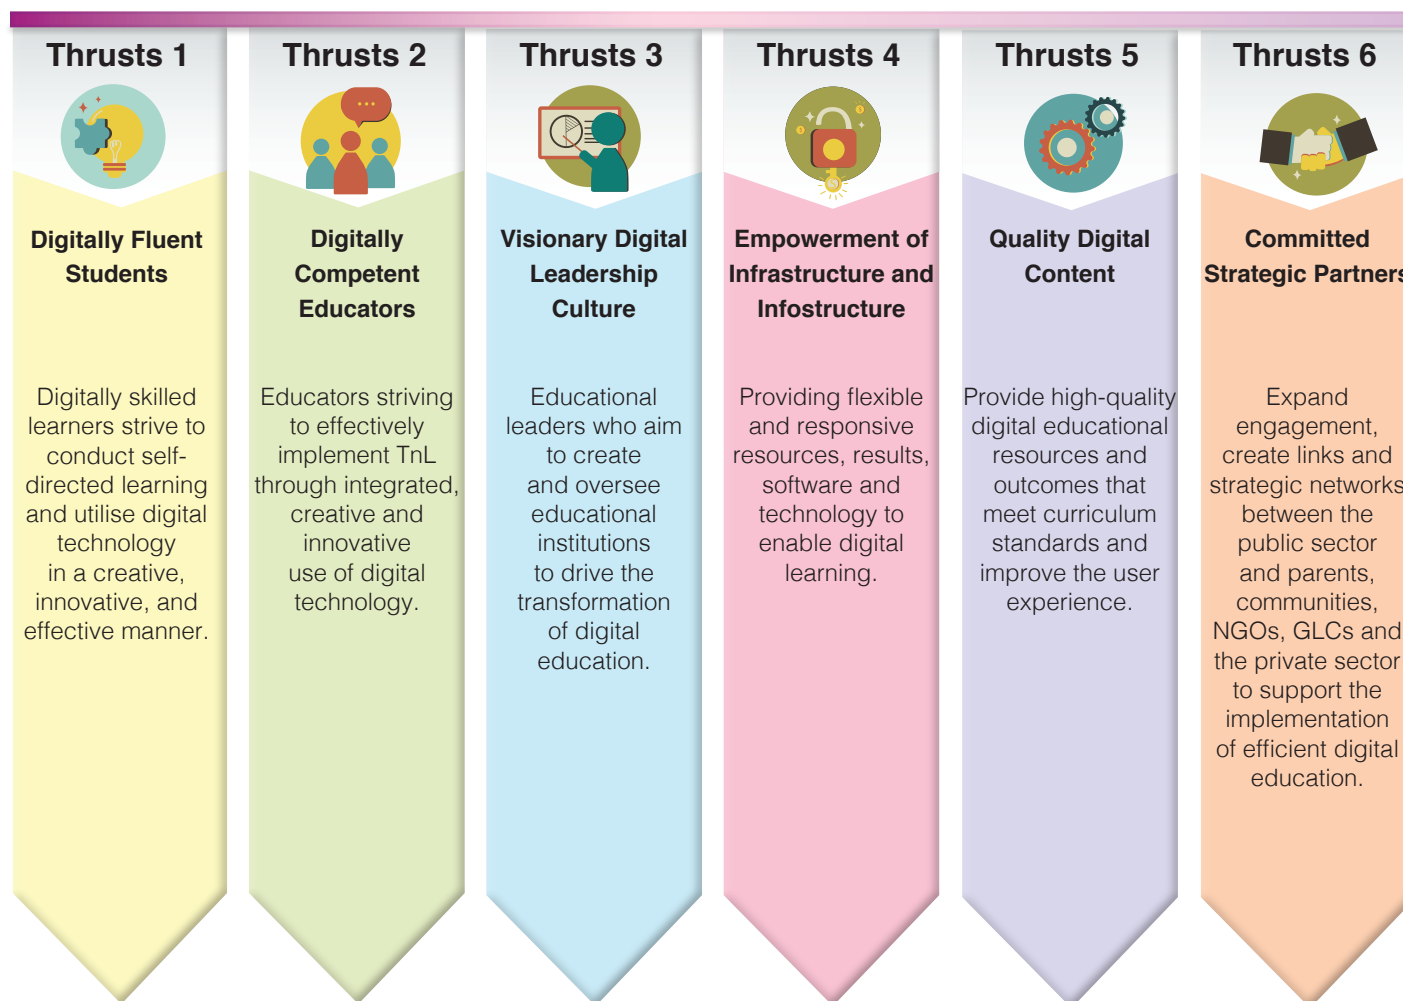 Thrusts 1
Digitally Fluent
Students
Digitally skilled
learners strive to
conduct self-
directed learning
and utilise digital
technology
in a creative,
innovative, and
effective manner.
Thrusts 2
Digitally
Competent
Educators
Educators striving
to effectively
implement TnL
through integrated,
creative and
innovative
use of digital
technology.
Thrusts 3
Visionary Digital
Leadership
Culture
Educational
leaders who aim
to create
and oversee
educational
institutions
to drive the
transformation
of digital
education.
Thrusts 4
Empowerment of
Infrastructure and
Infostructure
Providing flexible
and responsive
resources, results,
software and
technology to
enable digital
learning.
Thrusts 5
Quality Digital
Content
Provide high-quality
digital educational
resources and
outcomes that
meet curriculum
standards and
improve the user
experience.
Thrusts 6
Committed
Strategic Partners
Expand
engagement,
create links and
strategic networks
between the
public sector
and parents,
communities,
NGOs, GLCs and
the private sector
to support the
implementation
of efficient digital
education.